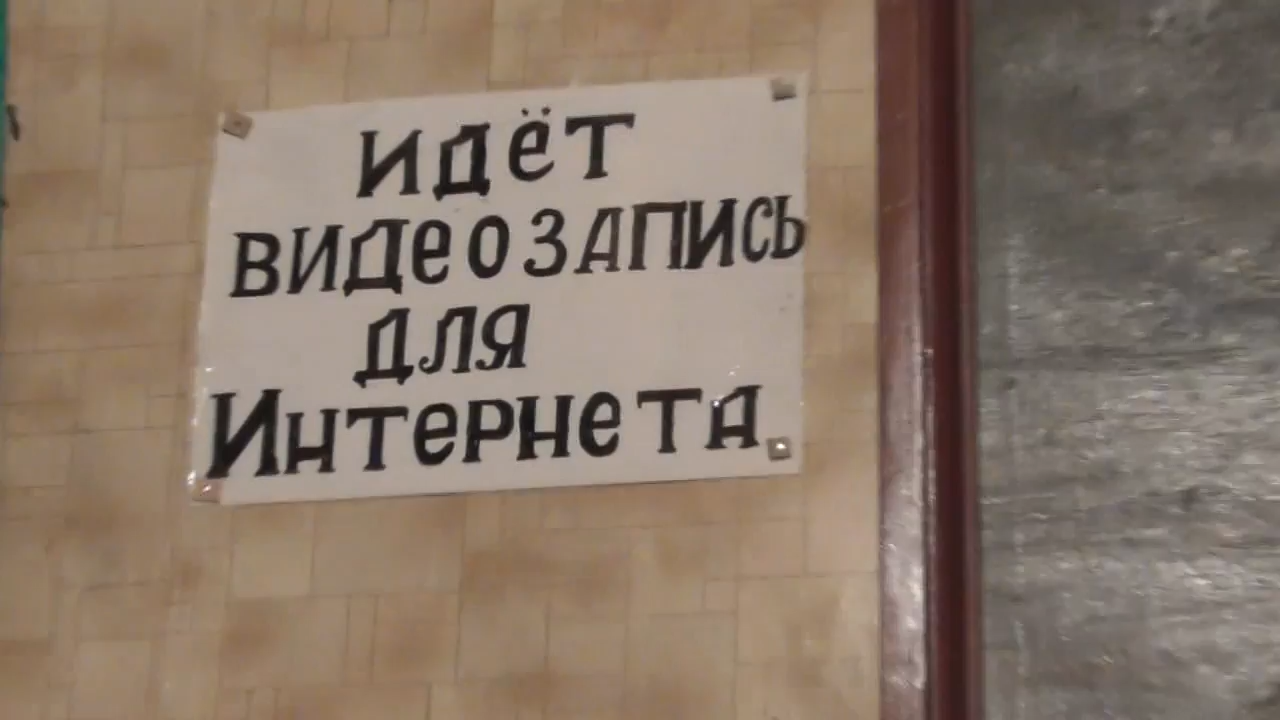 идёт
видеозапись
для
Интернета.